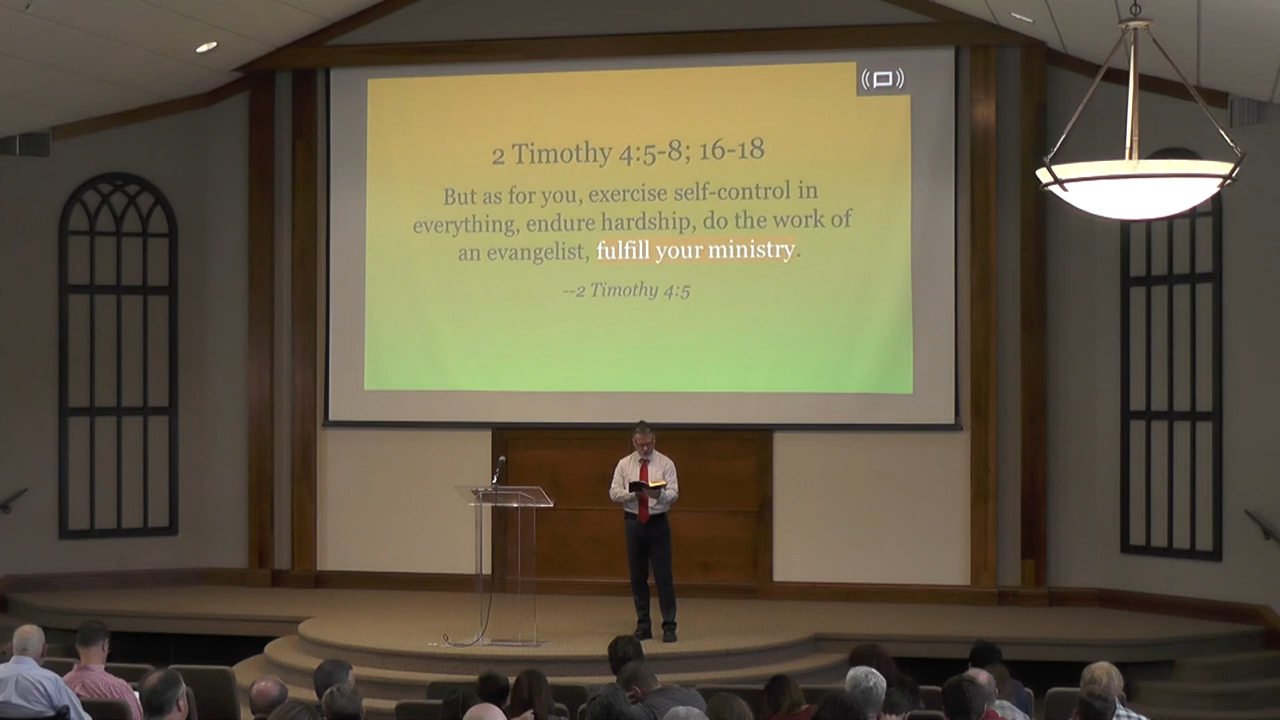 2 Timothy 4:5-8; 16-18
But as for you, exercise self-control in
everything, endure hardship, do the work of
an evangelist, fulfill your ministry.
--2 Timothy 4:5